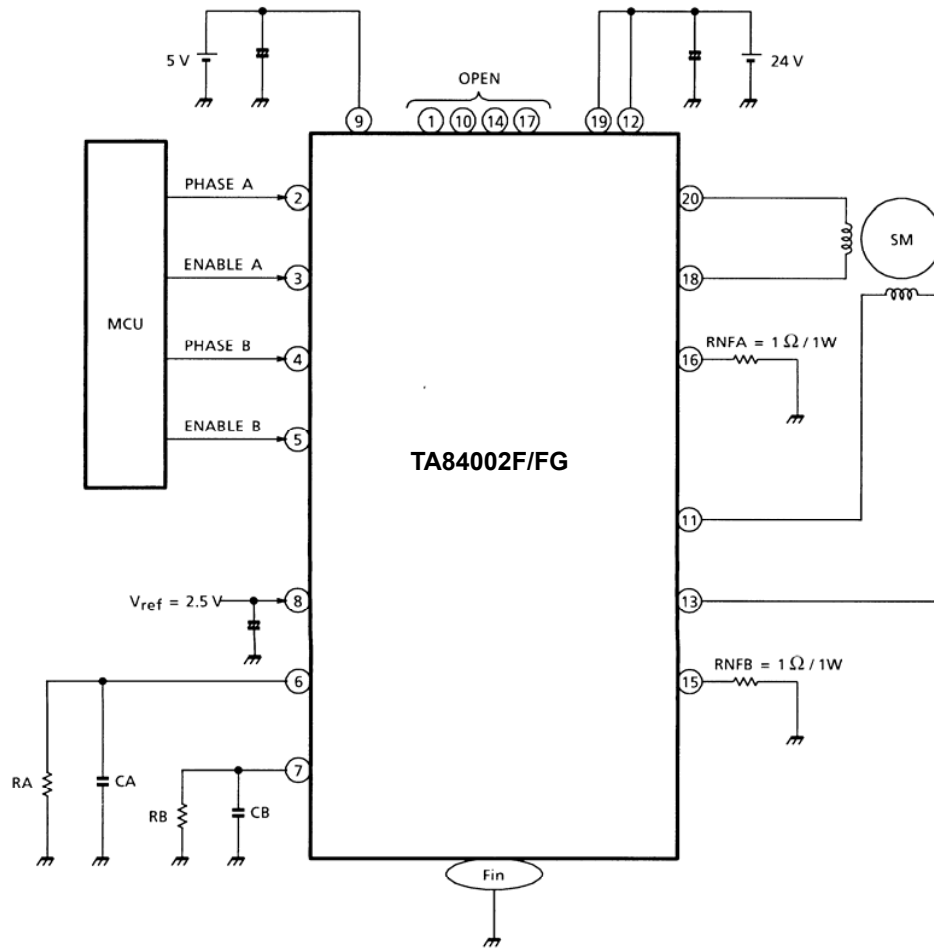 5 V
24 V
OPEN
9
1
10
14
17
19
12
MCU
PHASE A
2
ENABLE A
3
PHASE B
4
ENABLE B
5
TA84002F/FG
20
18
SM
RNFA = 1 Ω / 1W
16
11
Vref = 2.5 V
8
13
6
RNFB = 1 Ω / 1W
15
RA
CA
7
RB
CB
Fin